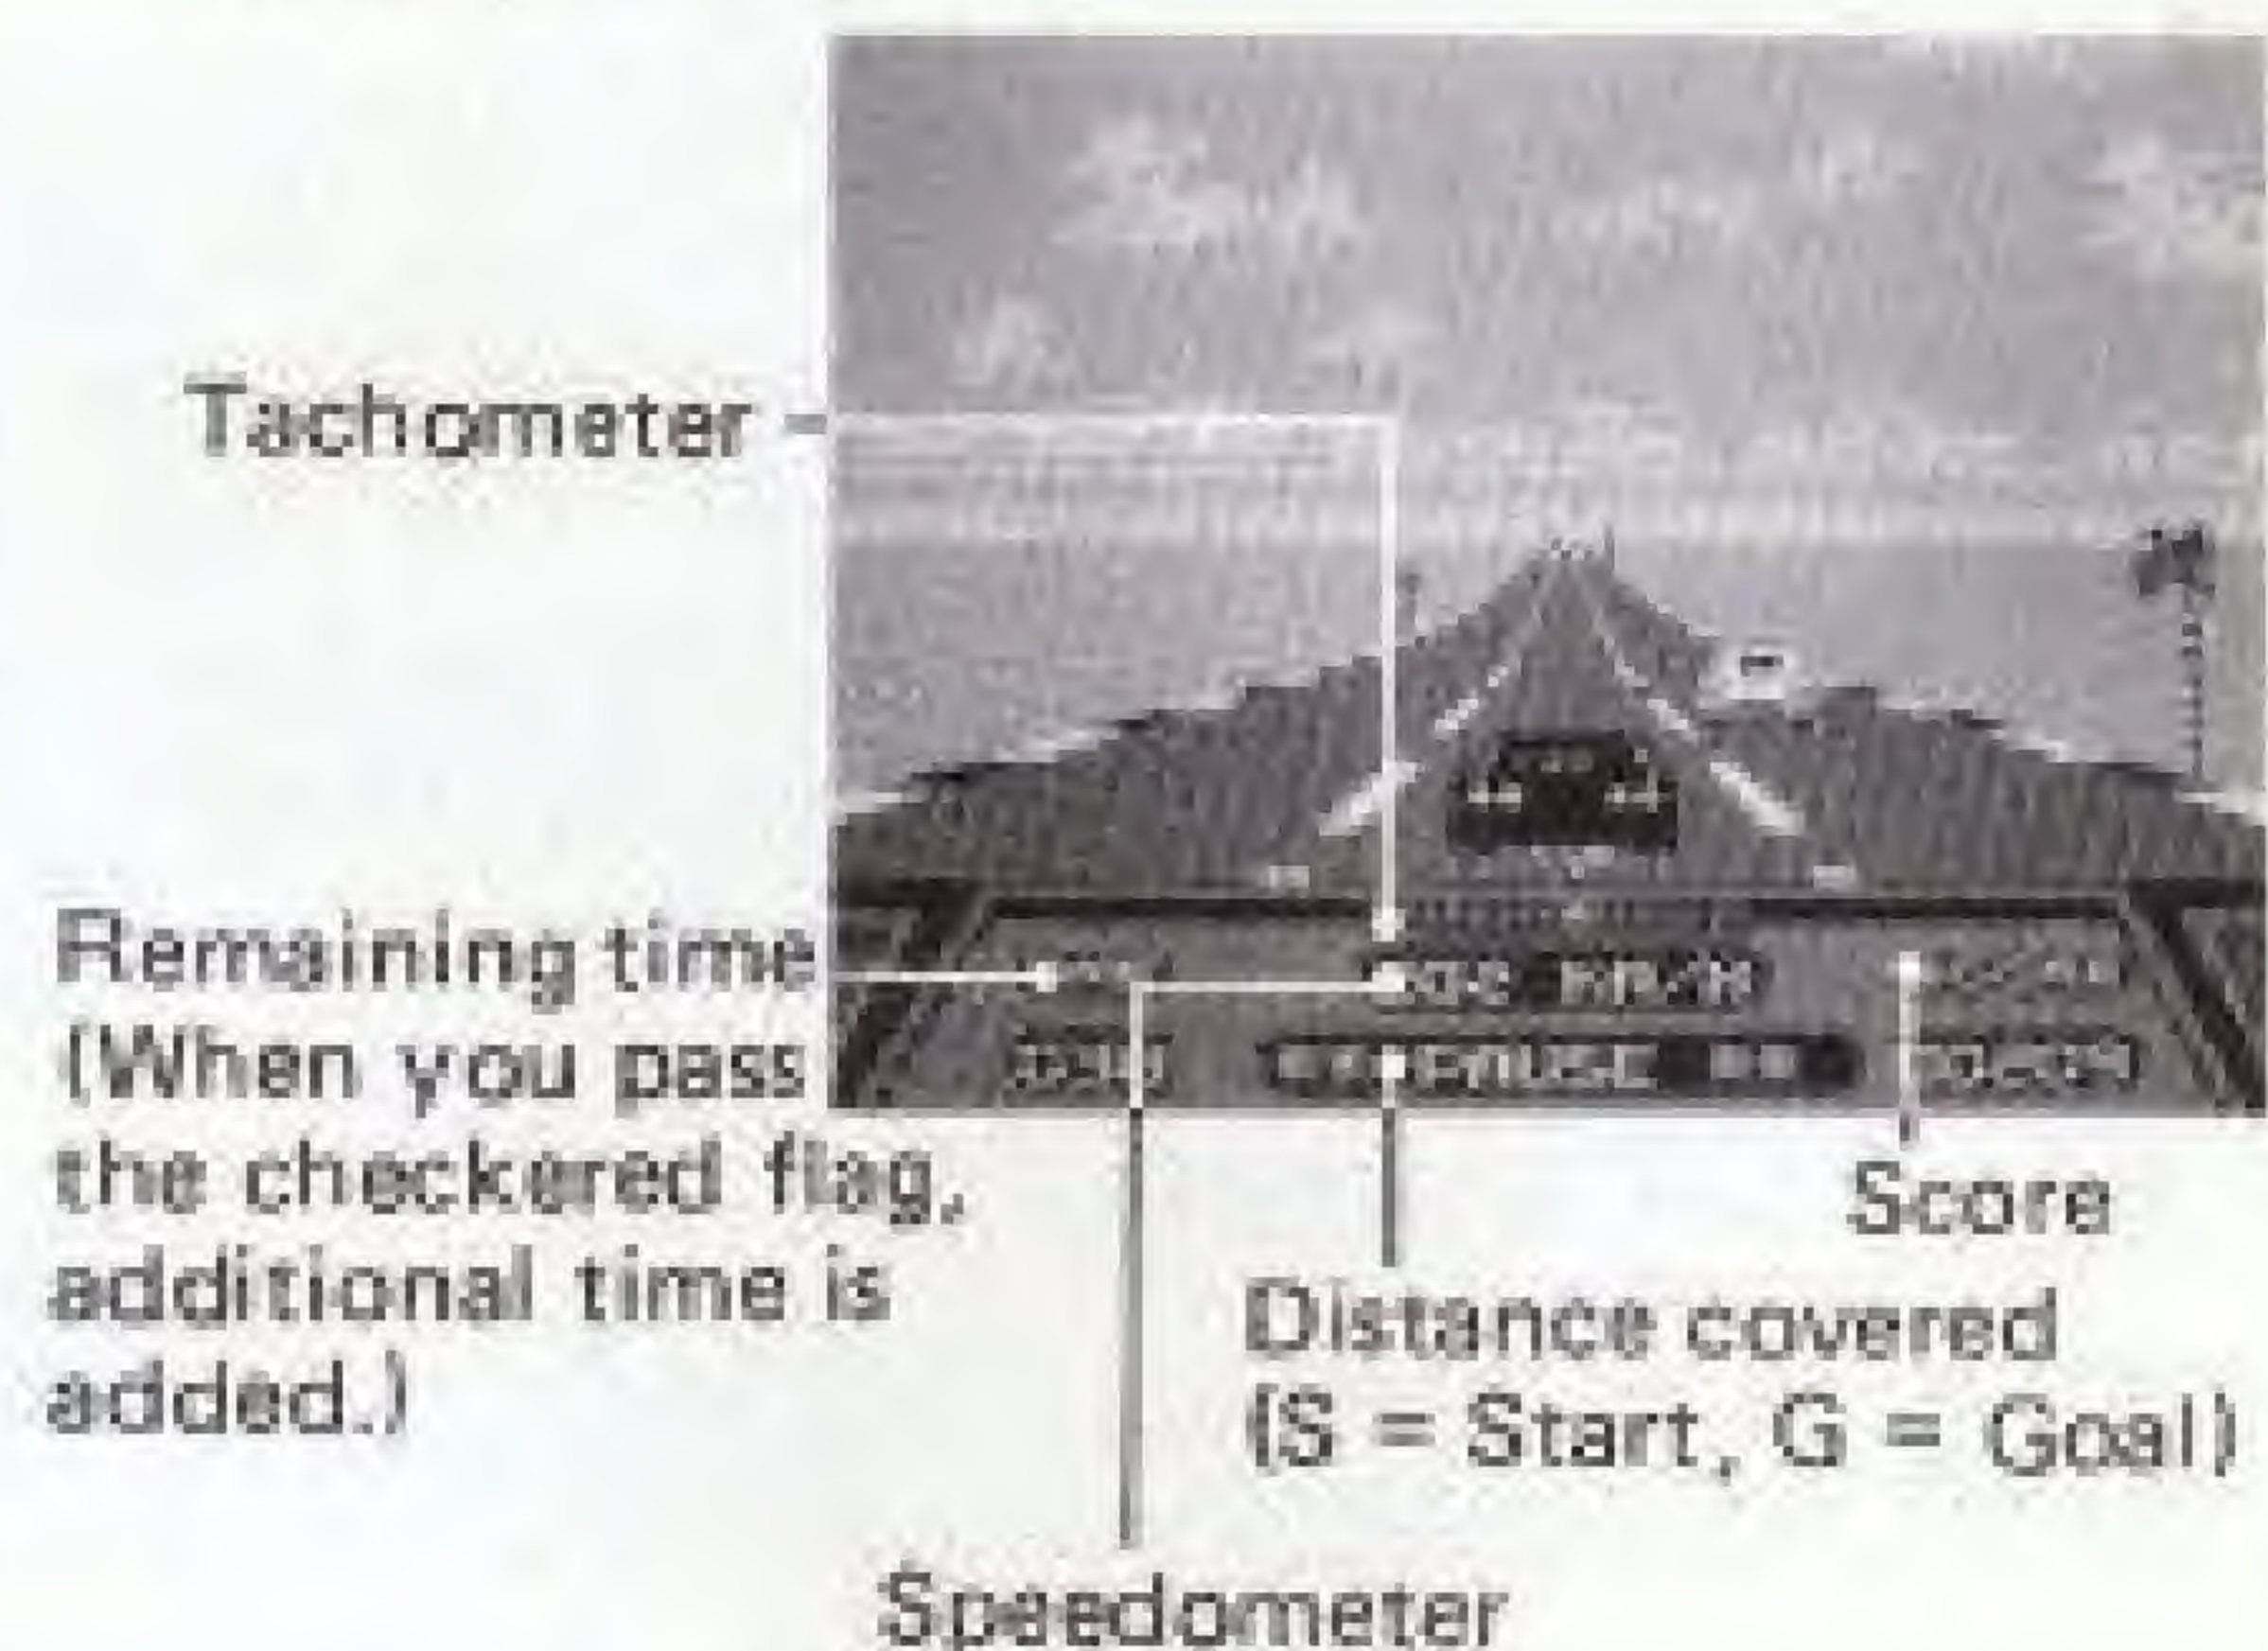 Tachometer
Remaining time
(When you pass
the checkered flag,
additional time is
added.)
PAUSE
Score
Distance covered
(S = Start, G = Goal)
Speedometer